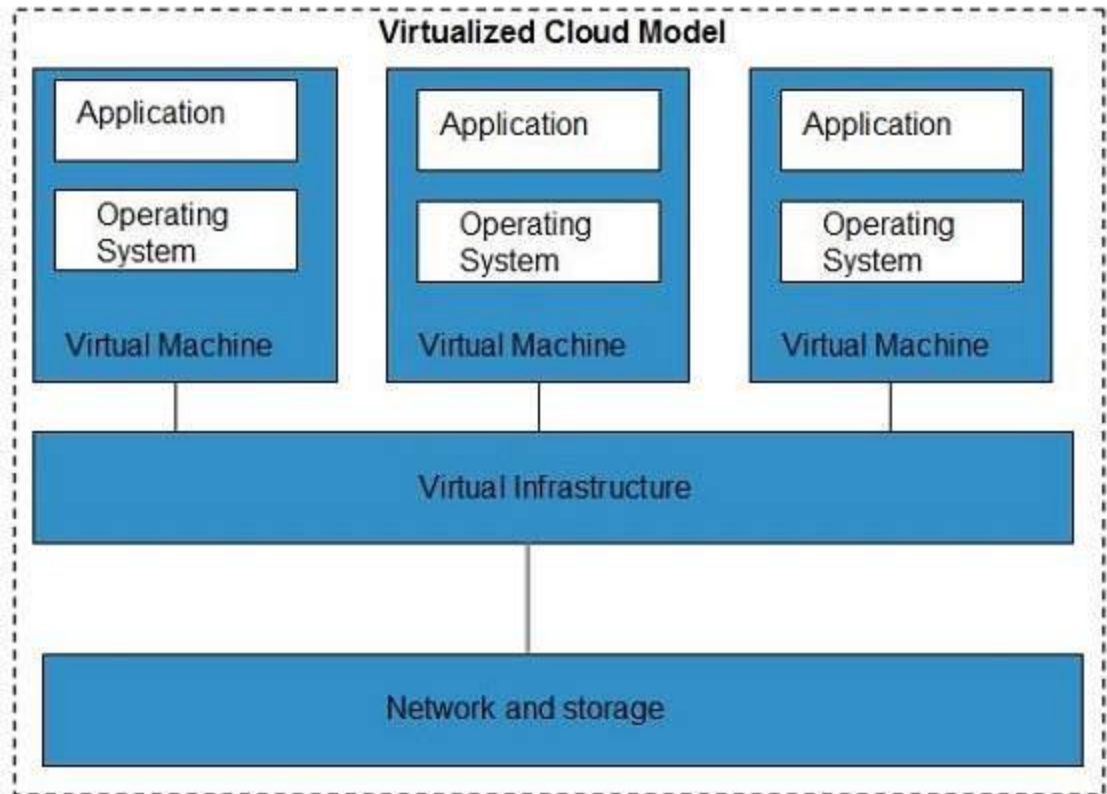 Virtualized Cloud Model
Application
Operating
System
Virtual Machine
Application
Operating
System
Virtual Machine
Application
Operating
System
Virtual Machine
Virtual Infrastructure
Network and storage